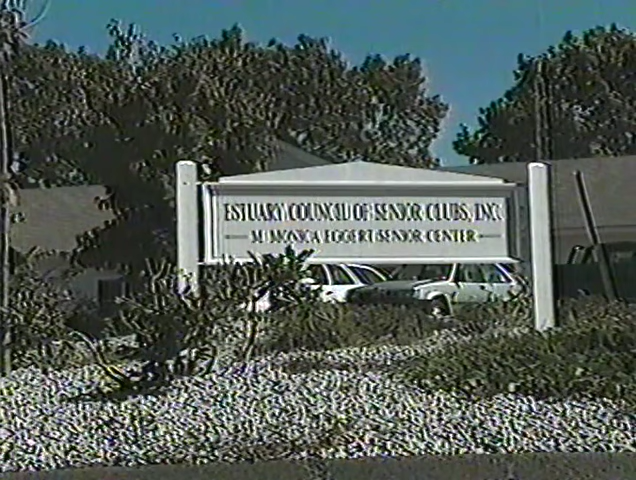 ESTUARY COUNCIL OF SENIOR CLUBS, INC.
M. MONICA EGGERT SENIOR CENTER